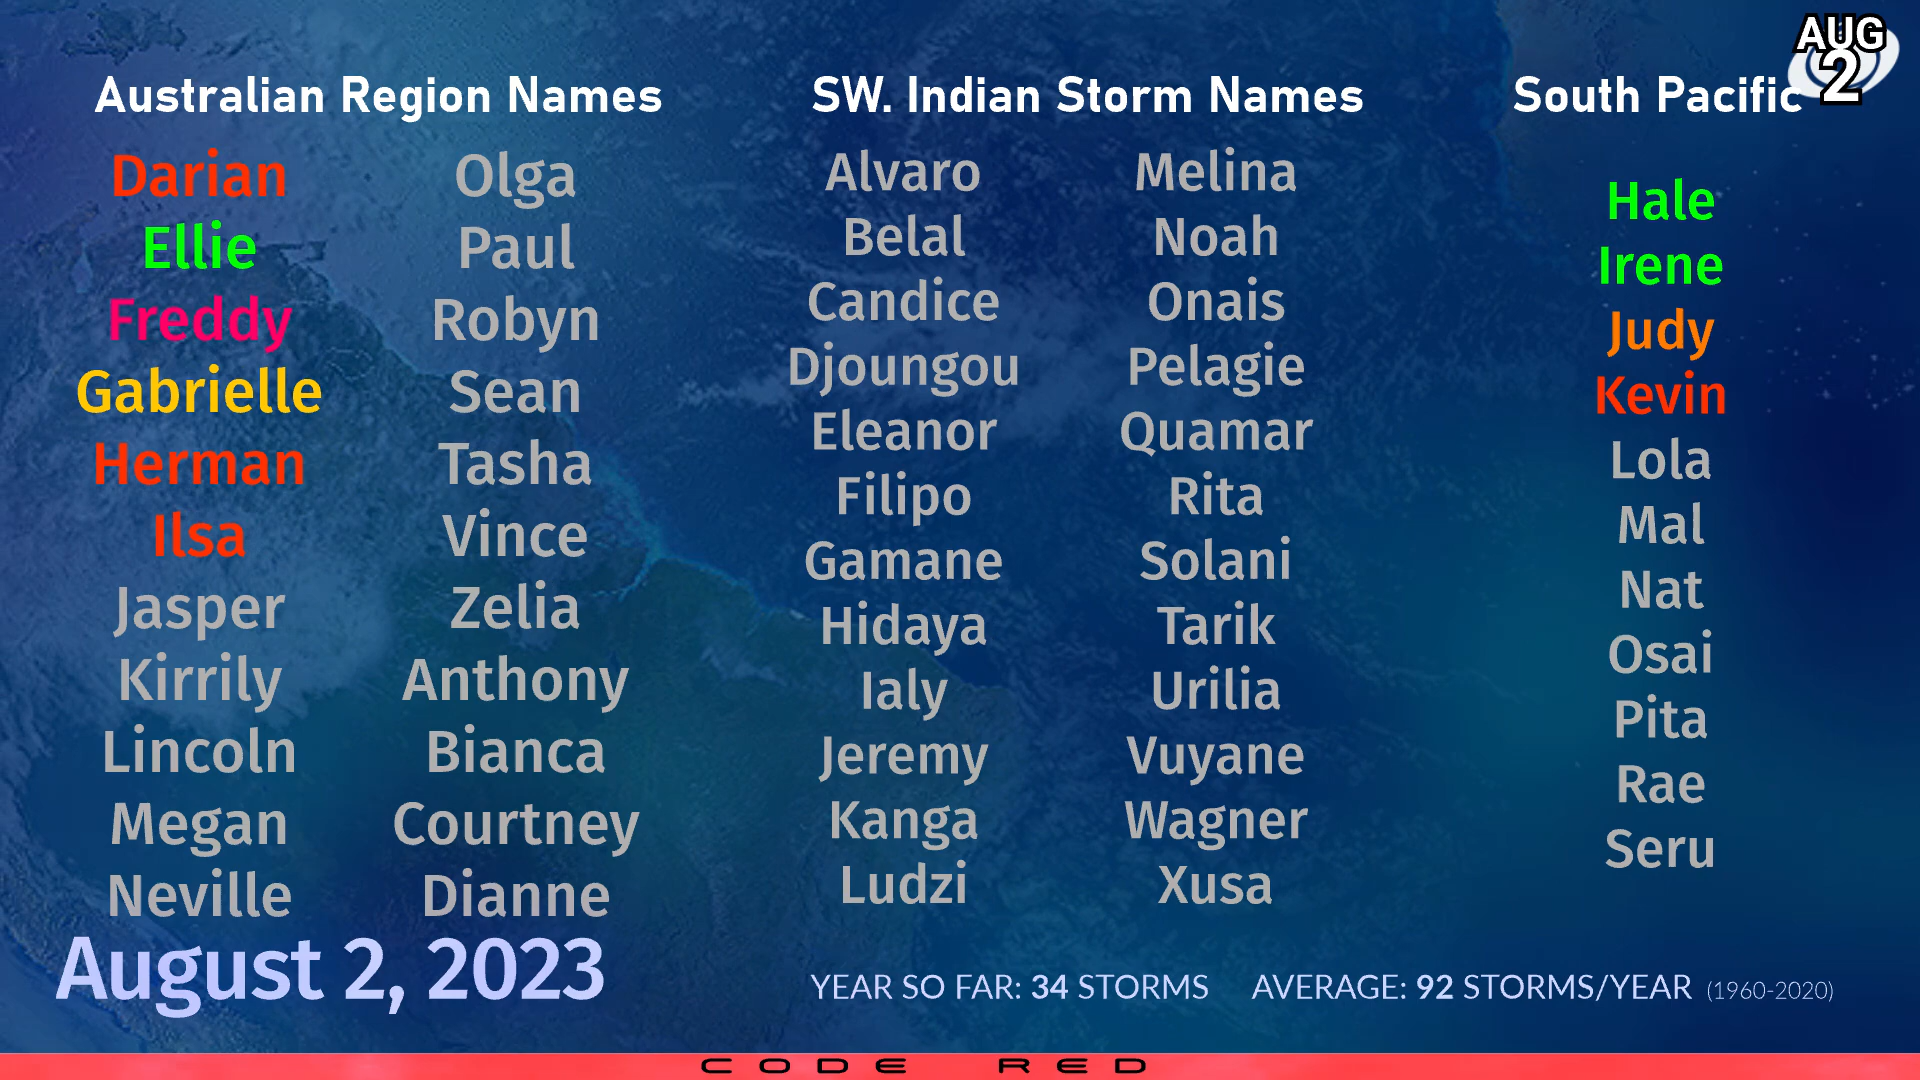 AUG
2
Australian Region Names
Darian
Ellie
Freddy
Gabrielle
Herman
Ilsa
Jasper
Kirrily
Lincoln
Megan
Neville
Olga
Paul
Robyn
Sean
Tasha
Vince
Zelia
Anthony
Bianca
Courtney
Dianne
SW. Indian Storm Names
Alvaro
Belal
Candice
Djoungou
Eleanor
Filipo
Gamane
Hidaya
Ialy
Jeremy
Kanga
Ludzi
Melina
Noah
Onais
Pelagie
Quamar
Rita
Solani
Tarik
Urilia
Vuyane
Wagner
Xusa
South Pacific
Hale
Irene
Judy
Kevin
Lola
Mal
Nat
Osai
Pita
Rae
Seru
August 2, 2023
YEAR SO FAR: 34 STORMS AVERAGE: 92 STORMS/YEAR (1960-2020)
CODE RED